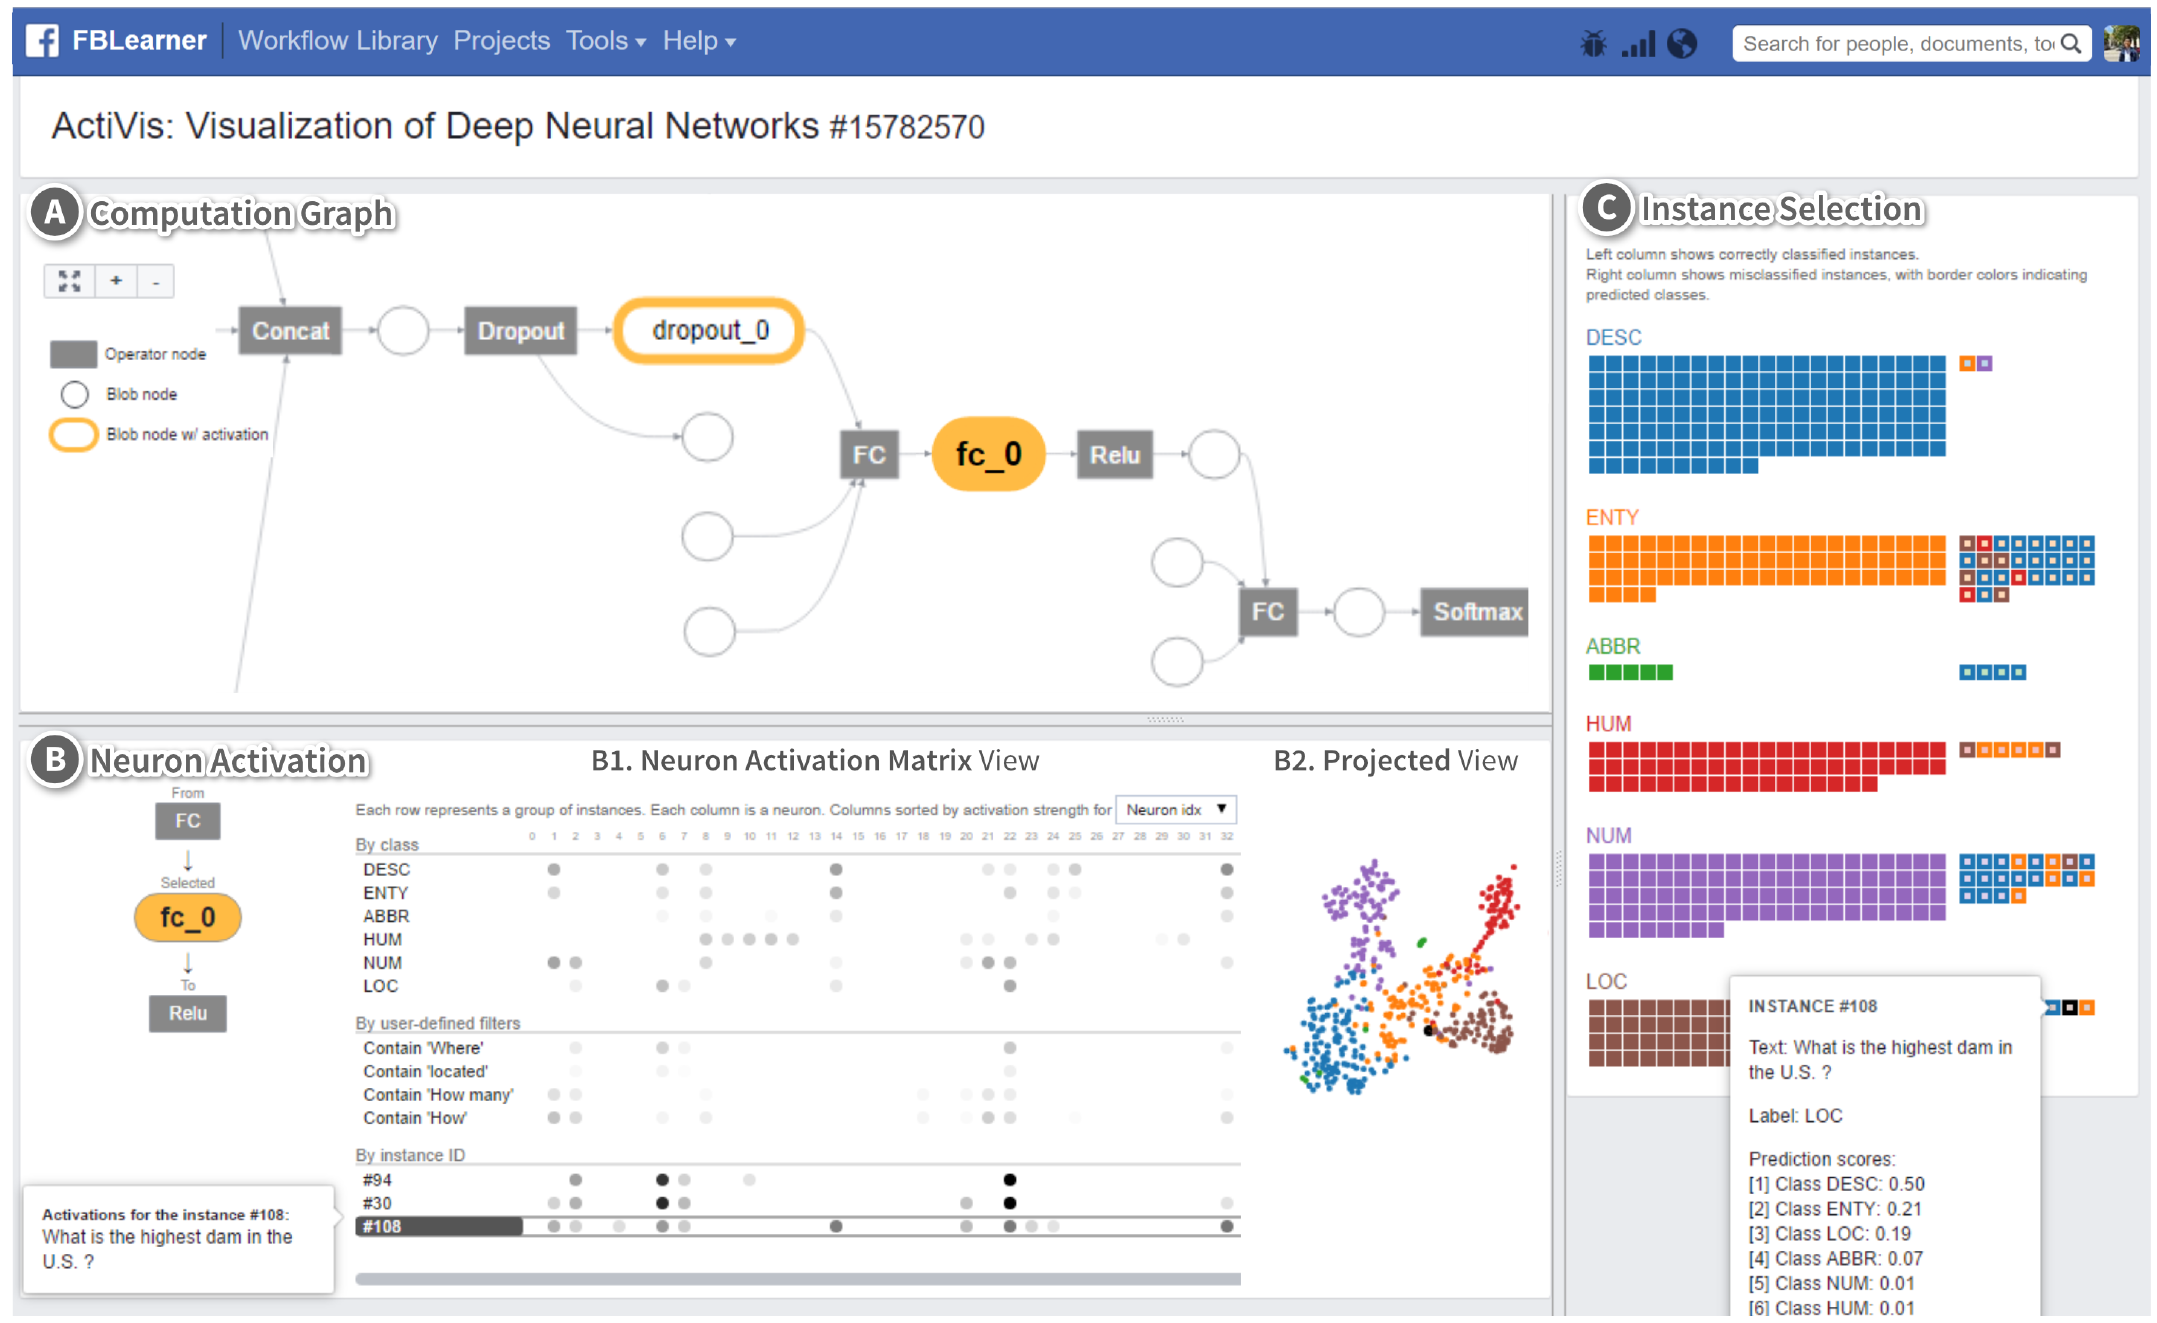 FBLearner Workflow Library Projects Tools Help
Search for people, documents, to
ActiVis: Visualization of Deep Neural Networks #15782570
A Computation Graph
+ -
Operator node
Blob node
Blob node w/ activation
Concat
Dropout
dropout_0
FC
fc_0
Relu
FC
Softmax
B Neuron Activation
From
FC
Selected
fc_0
To
Relu
B1. Neuron Activation Matrix View
Each row represents a group of instances. Each column is a neuron. Columns sorted by activation strength for Neuron idx
0 1 2 3 4 5 6 7 8 9 10 11 12 13 14 15 16 17 18 19 20 21 22 23 24 25 26 27 28 29 30 31 32
By class
DESC
ENTY
ABBR
HUM
NUM
LOC
By user-defined filters
Contain 'Where'
Contain 'located'
Contain 'How many'
Contain 'How'
By instance ID
#94
#30
#108
Activations for the instance #108:
What is the highest dam in the
U.S. ?
B2. Projected View
C Instance Selection
Left column shows correctly classified instances.
Right column shows misclassified instances, with border colors indicating
predicted classes.
DESC
ENTY
ABBR
HUM
NUM
LOC
INSTANCE #108
Text: What is the highest dam in
the U.S. ?
Label: LOC
Prediction scores:
[1] Class DESC: 0.50
[2] Class ENTY: 0.21
[3] Class LOC: 0.19
[4] Class ABBR: 0.07
[5] Class NUM: 0.01
[6] Class HUM: 0.01